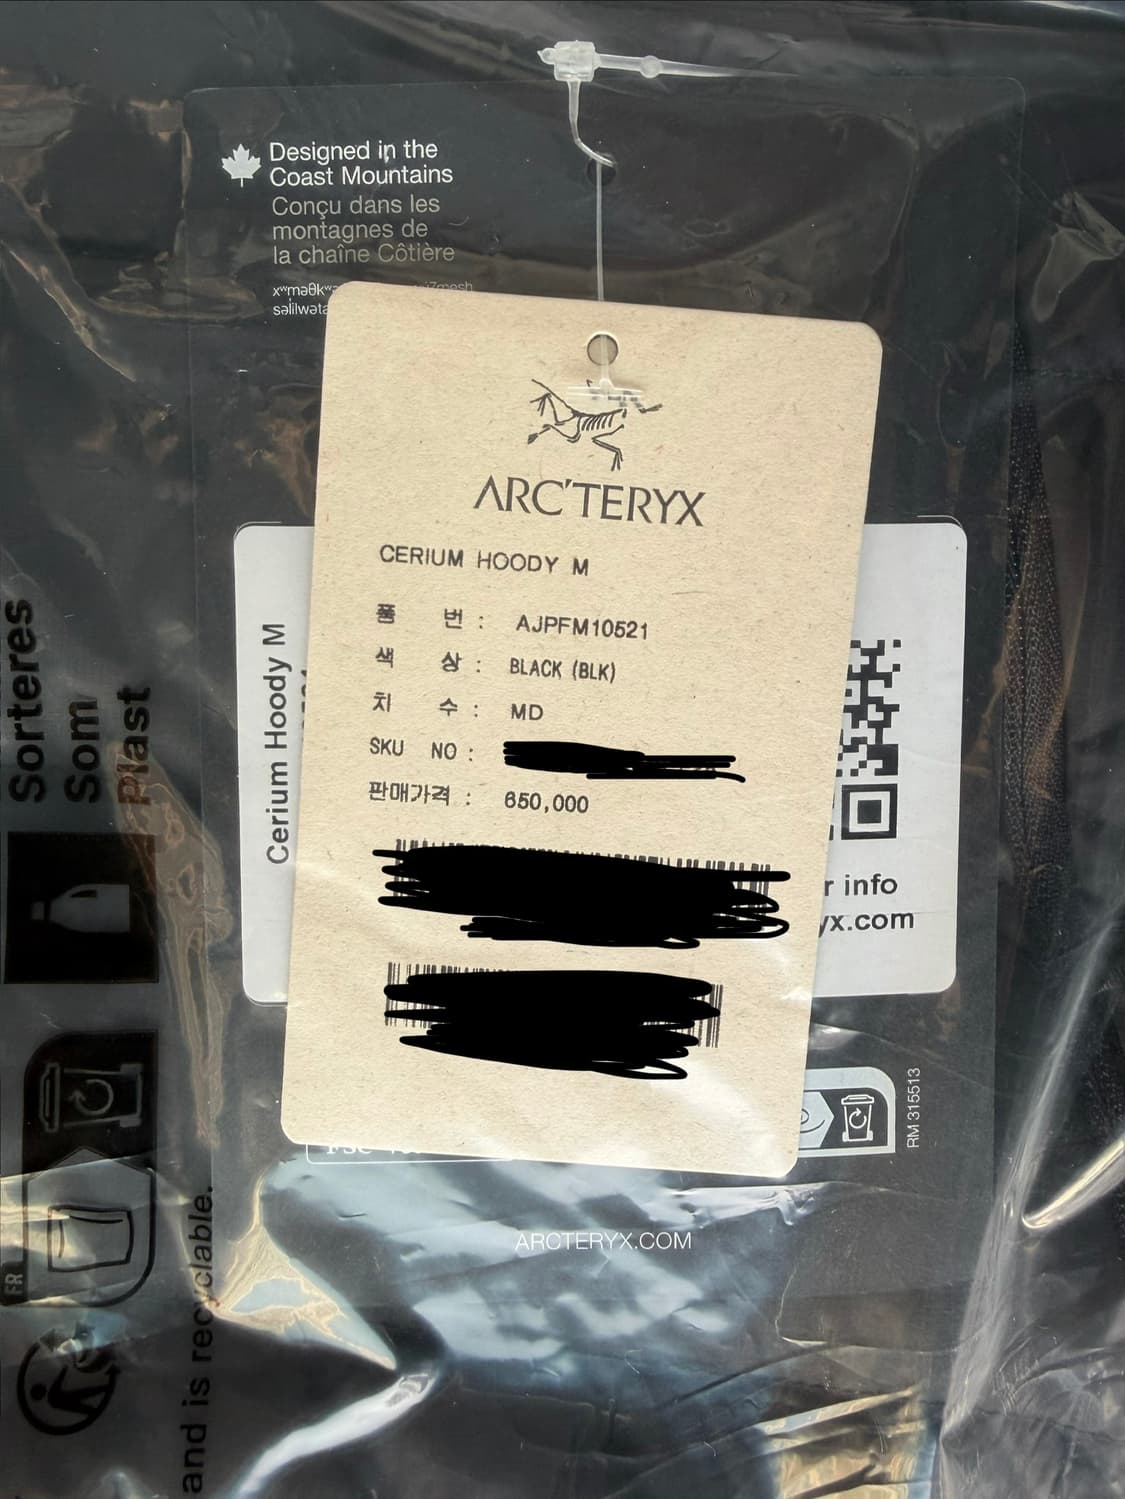 Designed in the
Coast Mountains
Conçu dans les
montagnes de
la chaîne Côtière
ARC'TERYX
CERIUM HOODY M
품 번 : AJPFM10521
색 상 : BLACK (BLK)
치 수 : MD
SKU NO :
판매가격 : 650,000
Cerium Hoody M
r info
yx.com
RM 315513
ARCTERYX.COM
Sorteres
Som
Plast
FR
and is recyclable.